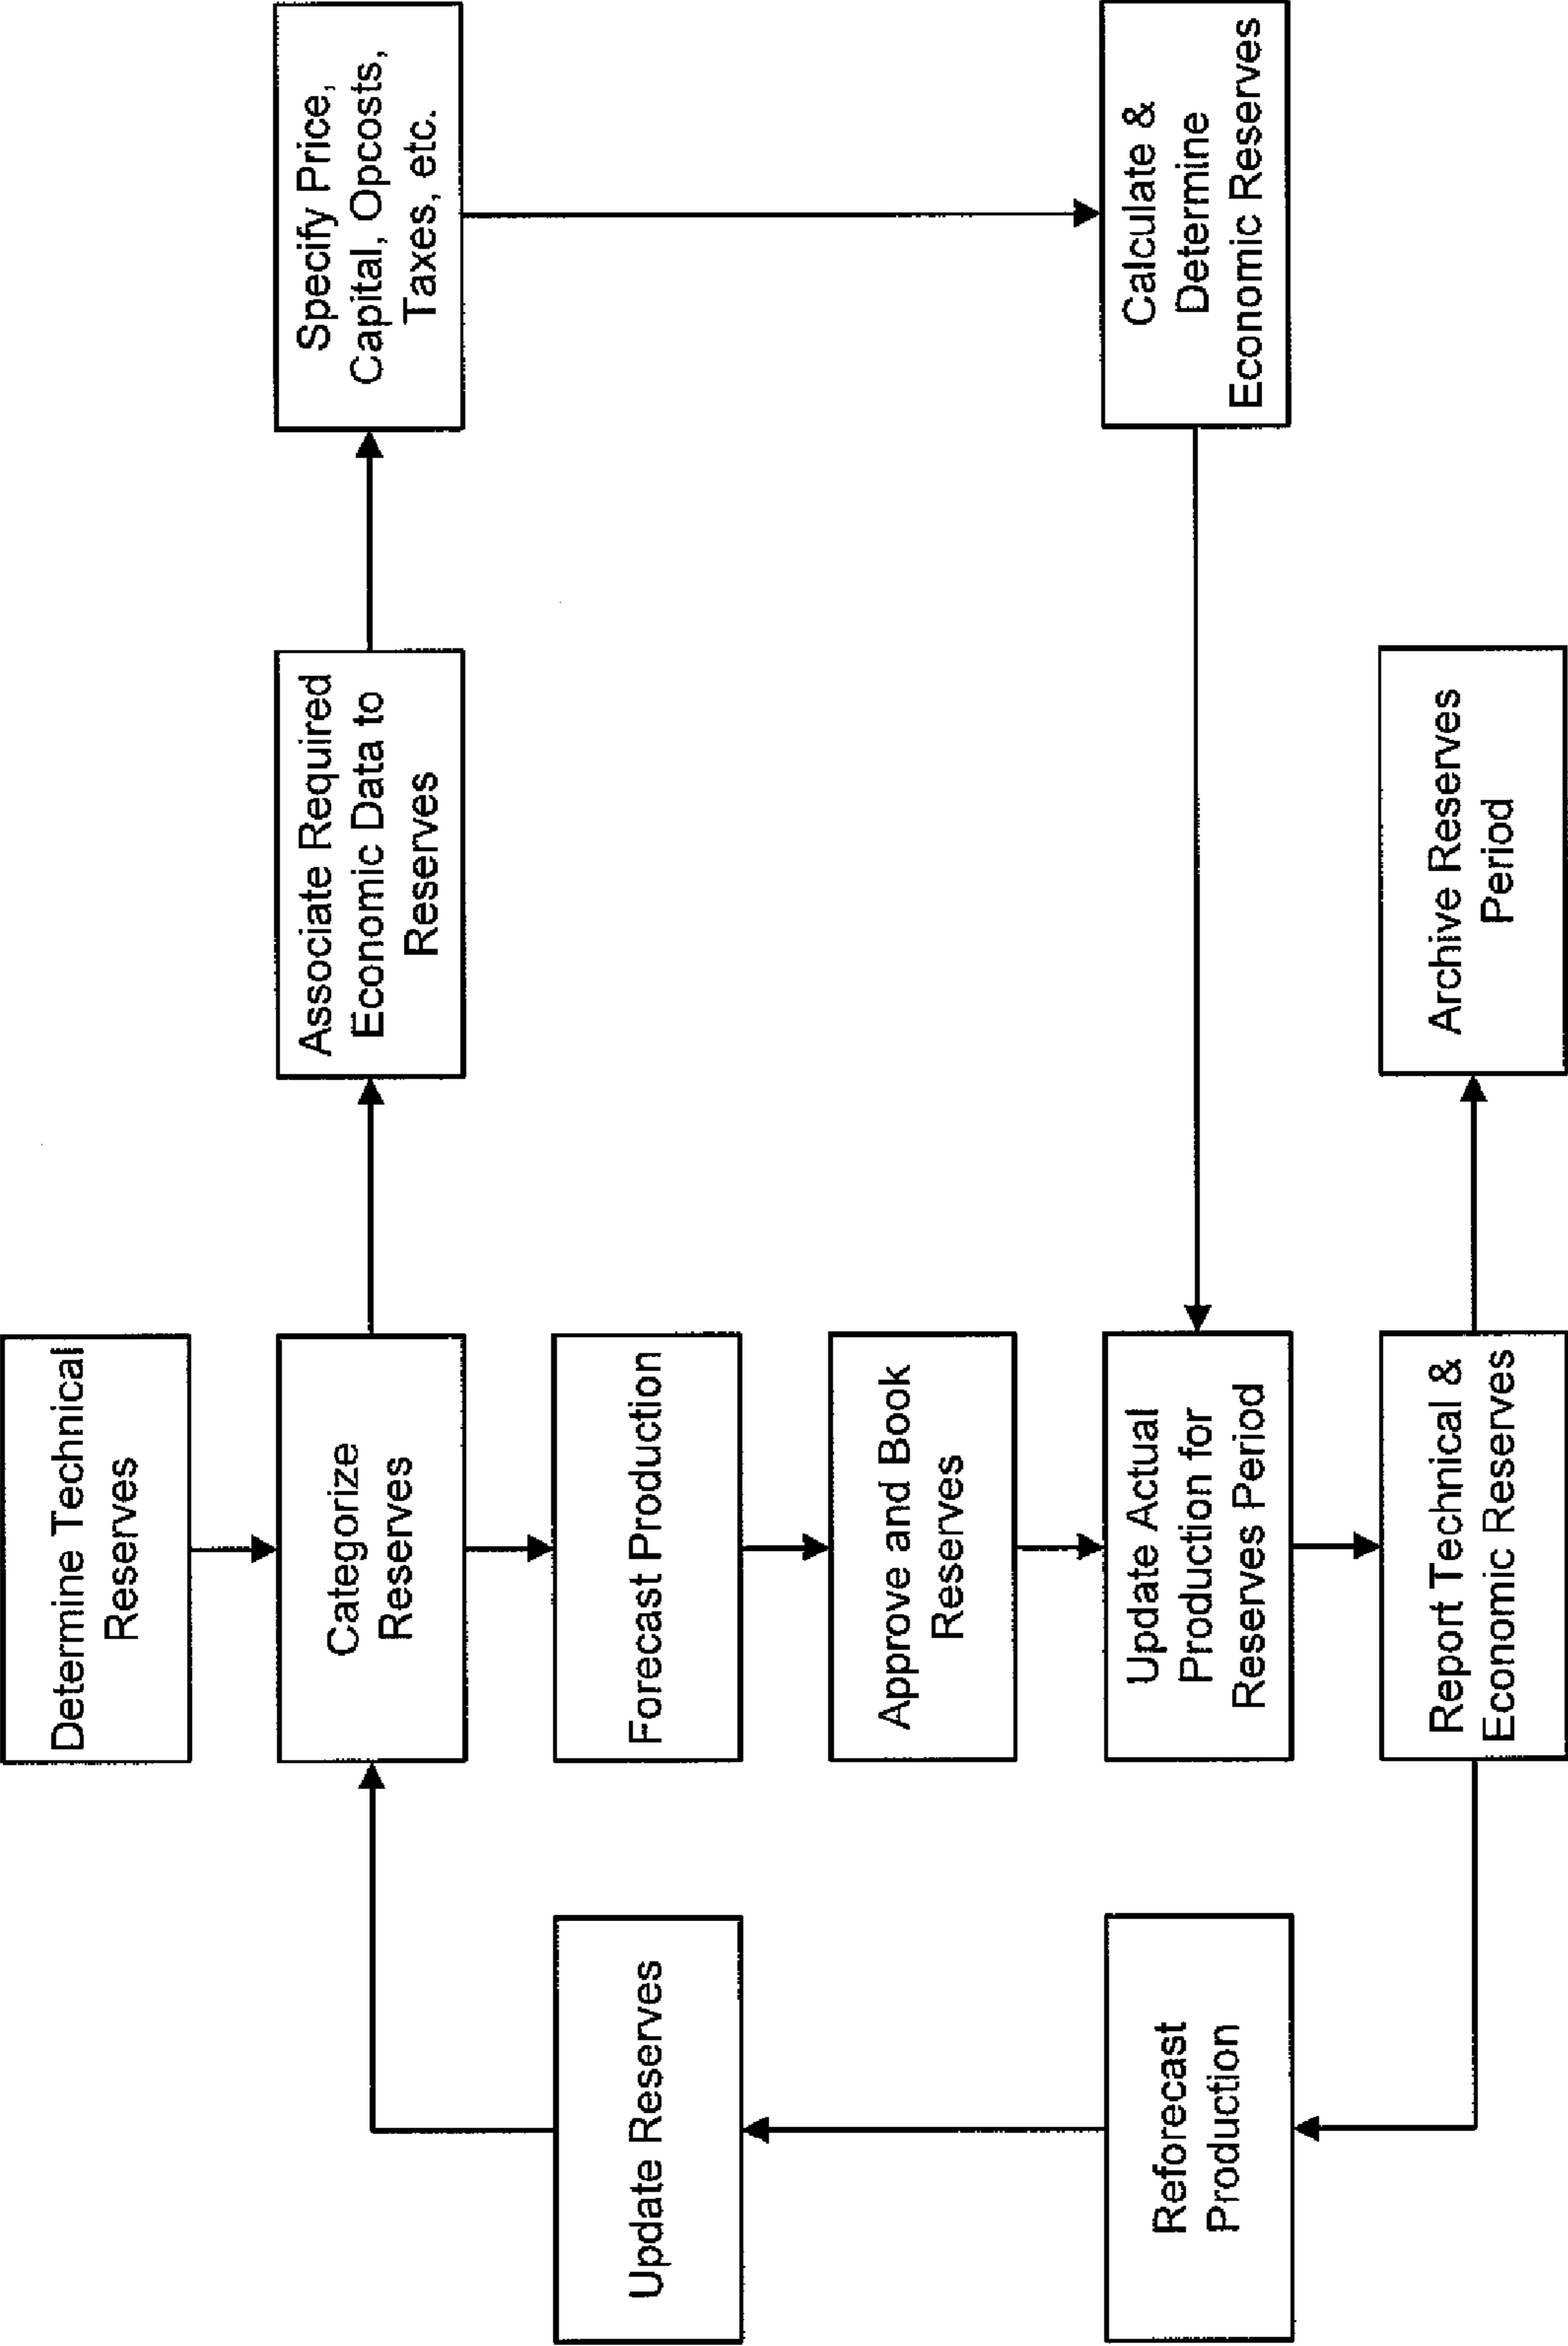 Determine Technical
Reserves
Categorize
Reserves
Forecast Production
Approve and Book
Reserves
Update Actual
Production for
Reserves Period
Report Technical &
Economic Reserves
Associate Required
Economic Data to
Reserves
Specify Price,
Capital, Opcosts,
Taxes, etc.
Calculate &
Determine
Economic Reserves
Archive Reserves
Period
Reforecast
Production
Update Reserves